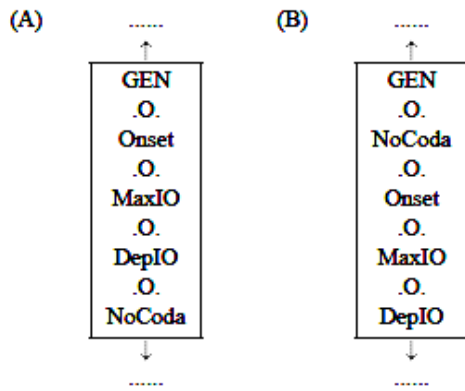 (A)
......
GEN
.O.
Onset
.O.
MaxIO
.O.
DepIO
.O.
NoCoda
......
(B)
......
GEN
.O.
NoCoda
.O.
Onset
.O.
MaxIO
.O.
DepIO
......